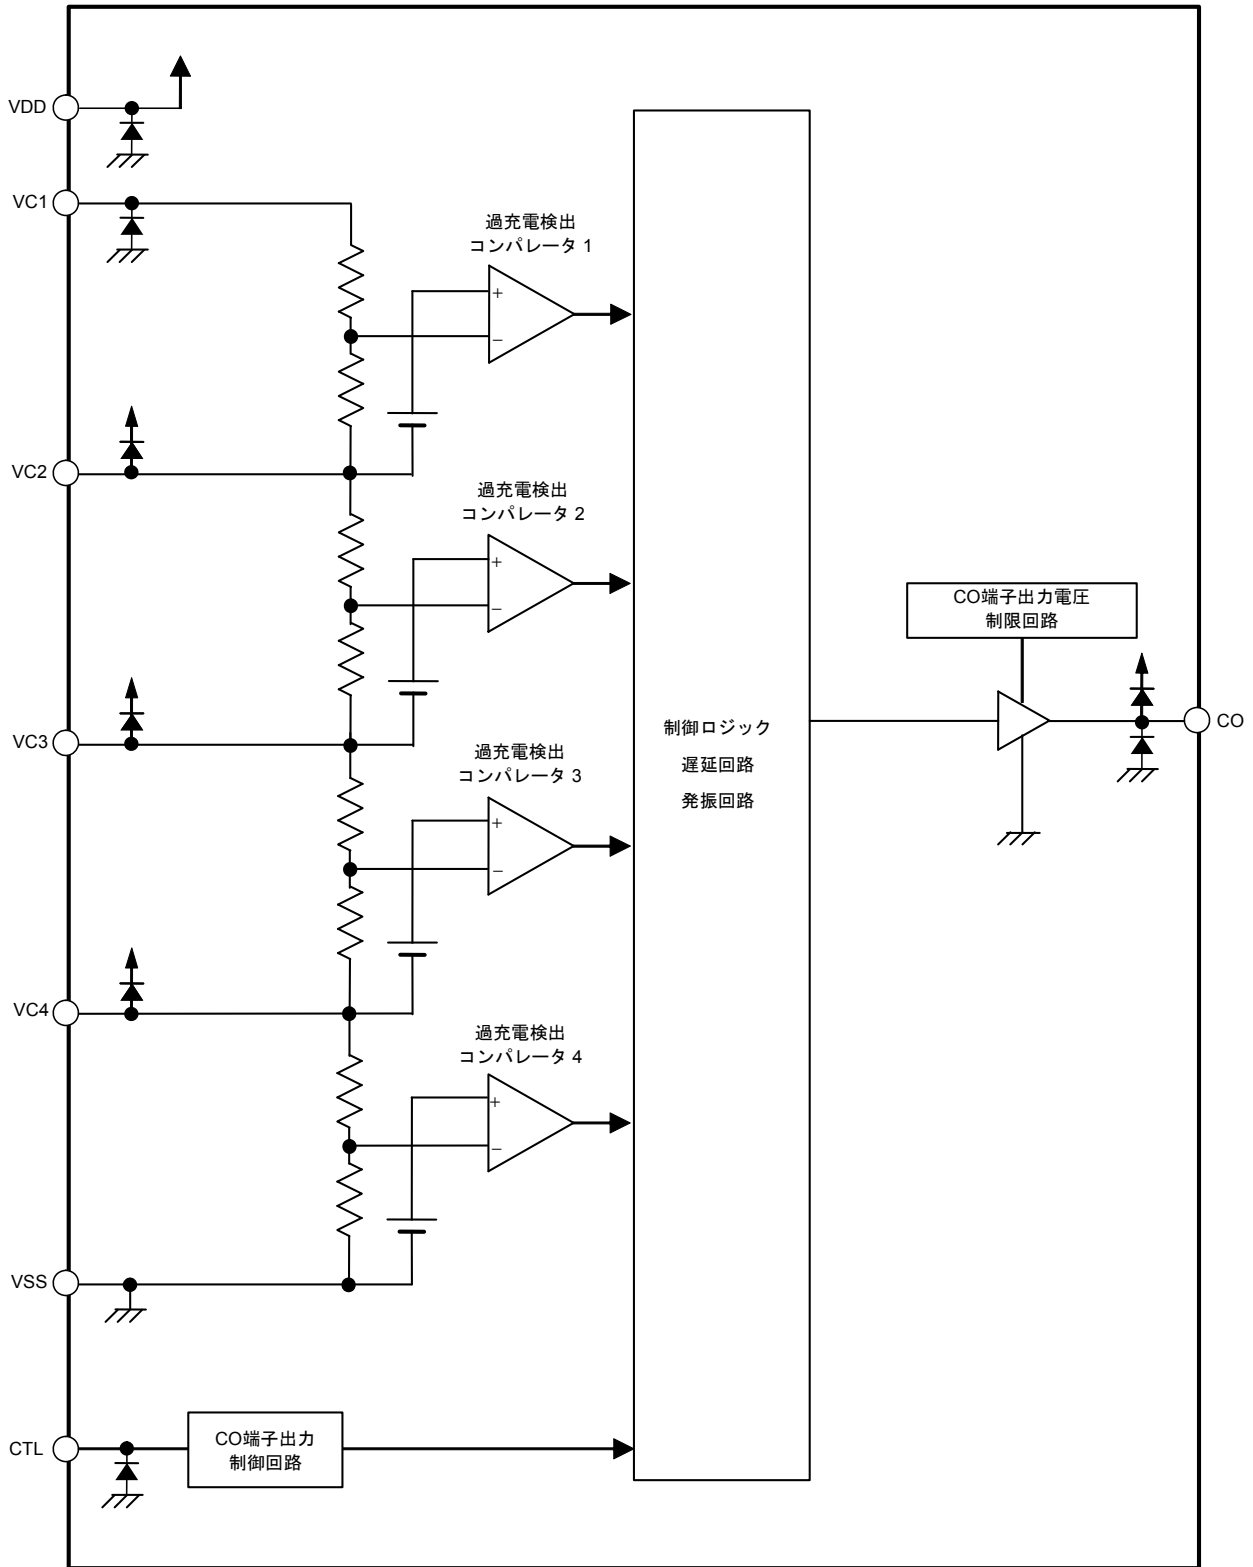 VDD
VC1
過充電検出
コンパレータ 1
+
−
VC2
過充電検出
コンパレータ 2
+
−
CO端子出力電圧
制限回路
VC3
制御ロジック
遅延回路
発振回路
CO
過充電検出
コンパレータ 3
+
−
VC4
過充電検出
コンパレータ 4
+
−
VSS
CTL
CO端子出力
制御回路